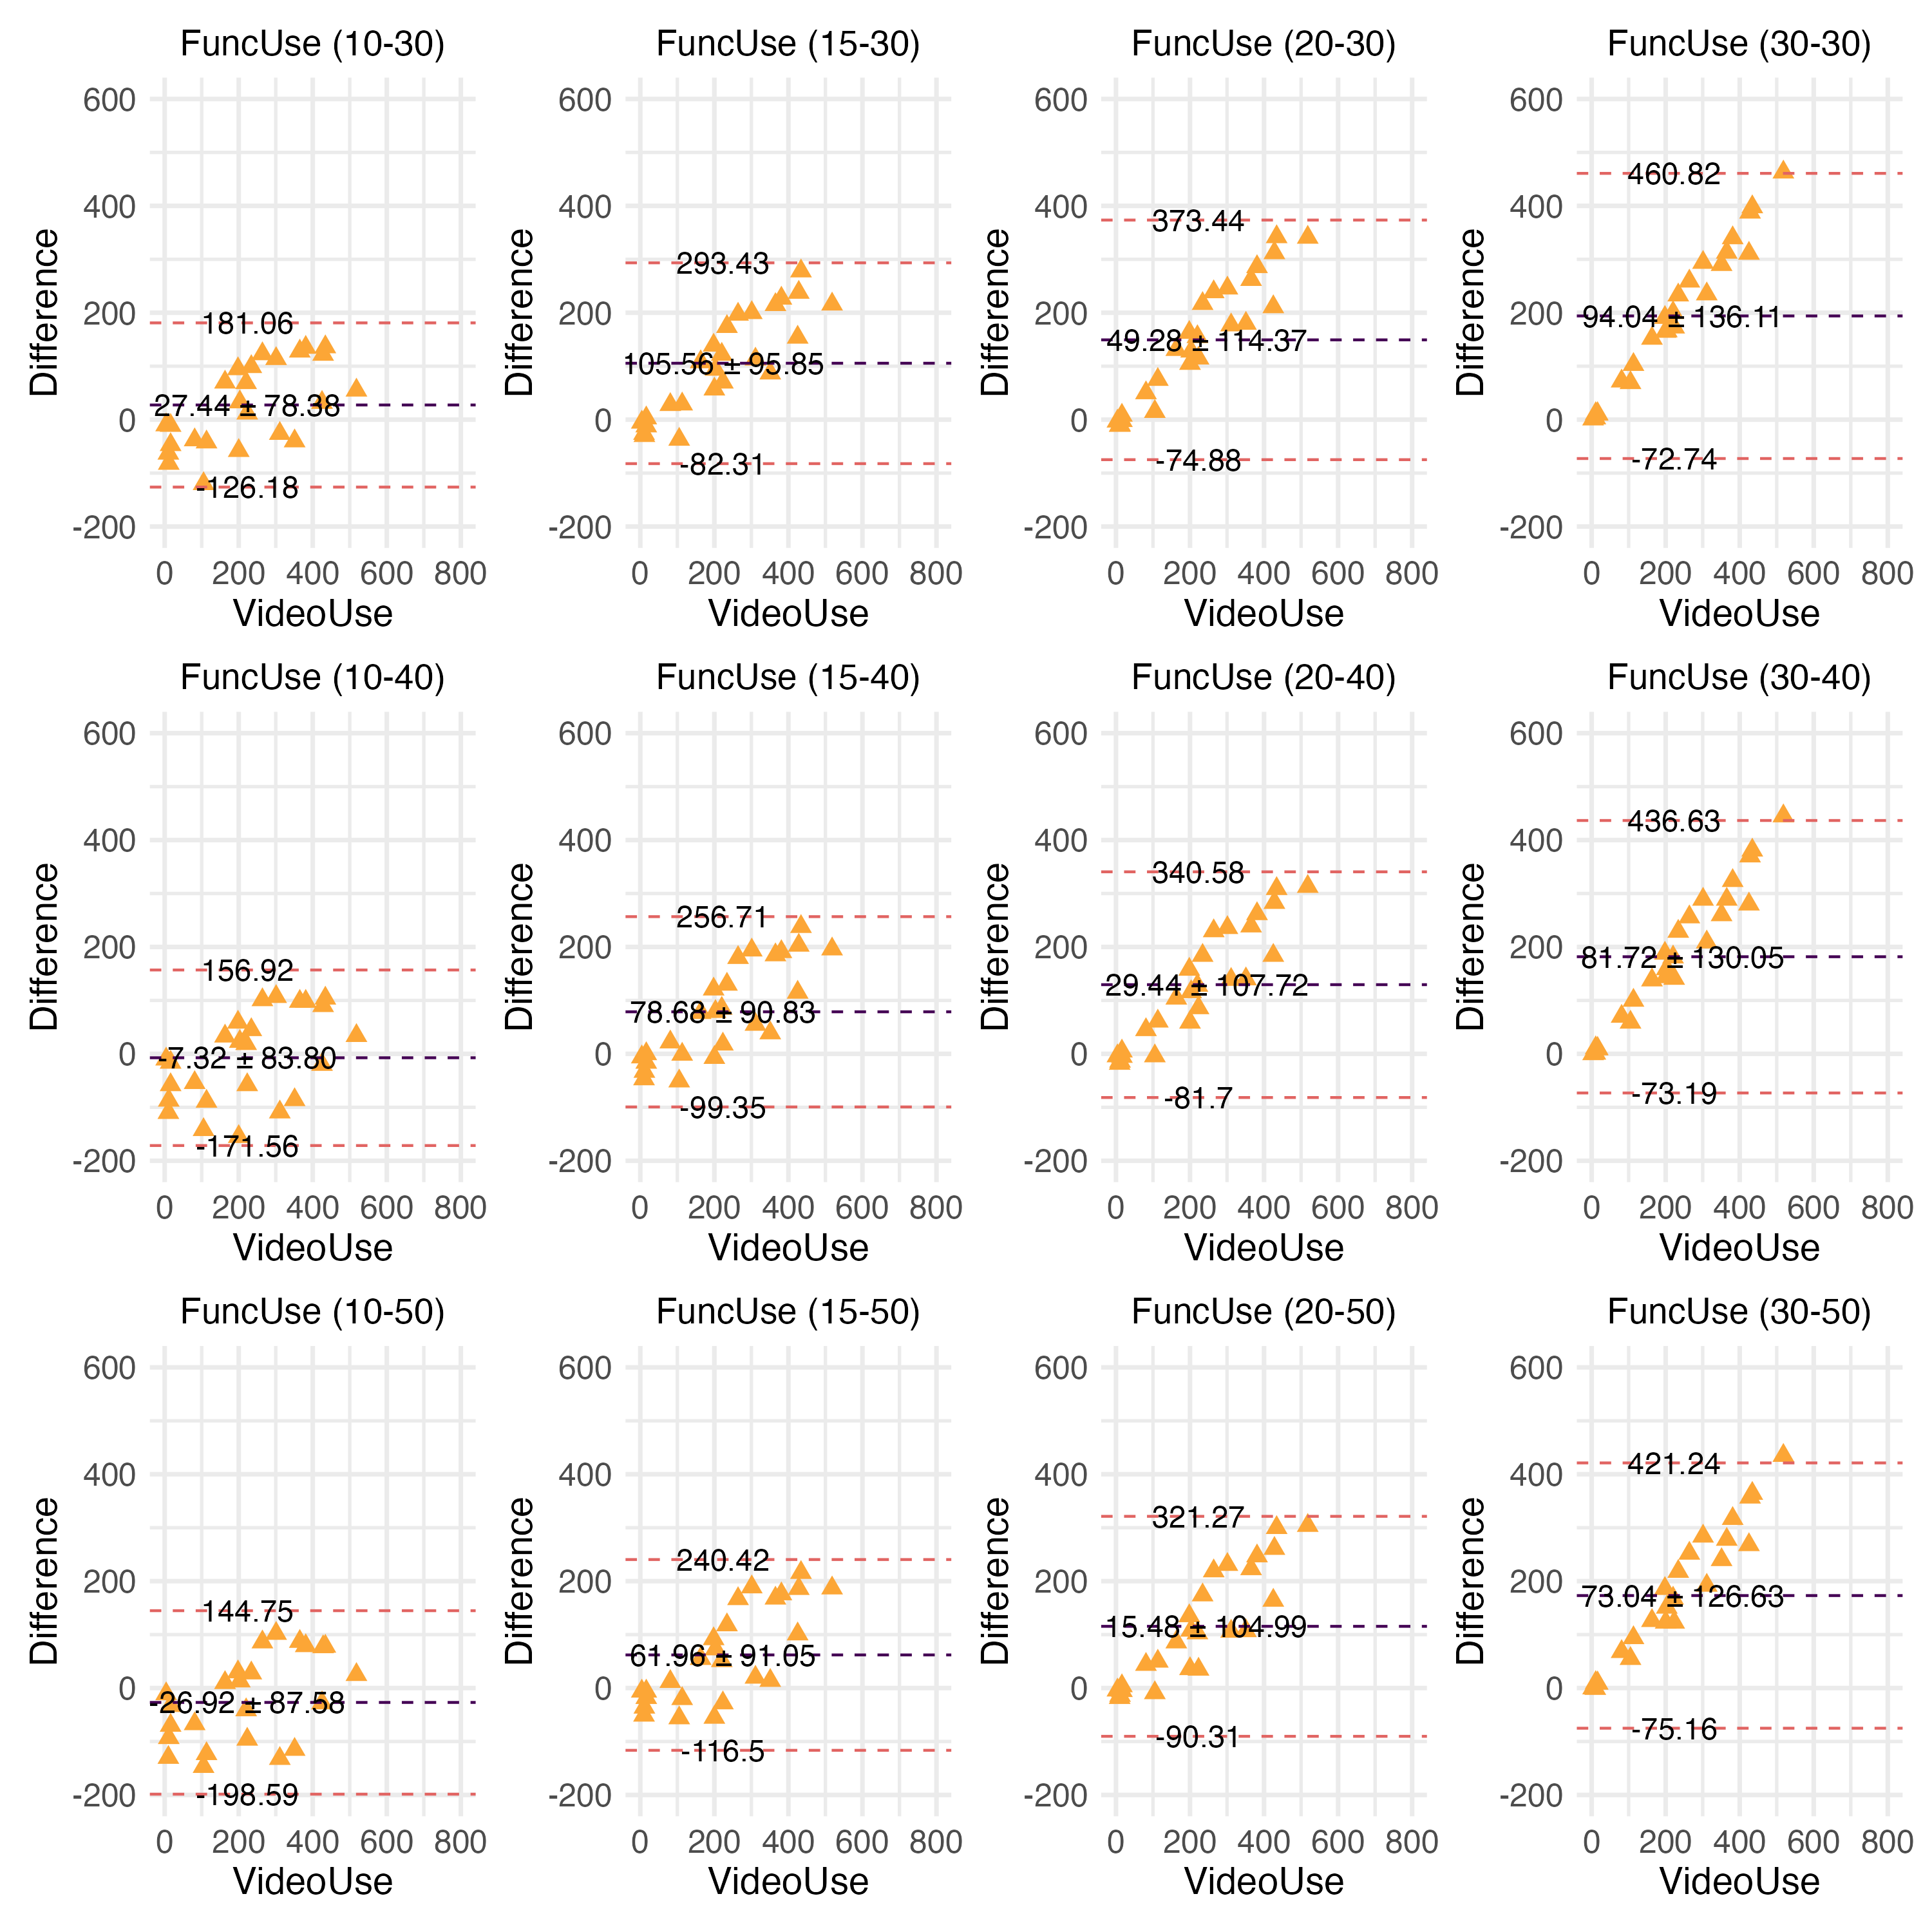 FuncUse (10-30)
600
400
200
0
-200
Difference
181.06
27.44 ± 78.38
-126.18
0 200 400 600 800
VideoUse
FuncUse (15-30)
600
400
200
0
-200
Difference
293.43
105.56 ± 95.85
-82.31
0 200 400 600 800
VideoUse
FuncUse (20-30)
600
400
200
0
-200
Difference
373.44
49.28 ± 114.37
-74.88
0 200 400 600 800
VideoUse
FuncUse (30-30)
600
400
200
0
-200
Difference
460.82
94.04 ± 136.11
-72.74
0 200 400 600 800
VideoUse
FuncUse (10-40)
600
400
200
0
-200
Difference
156.92
-7.32 ± 83.80
-171.56
0 200 400 600 800
VideoUse
FuncUse (15-40)
600
400
200
0
-200
Difference
256.71
78.68 ± 90.83
-99.35
0 200 400 600 800
VideoUse
FuncUse (20-40)
600
400
200
0
-200
Difference
340.58
29.44 ± 107.72
-81.7
0 200 400 600 800
VideoUse
FuncUse (30-40)
600
400
200
0
-200
Difference
436.63
81.72 ± 130.05
-73.19
0 200 400 600 800
VideoUse
FuncUse (10-50)
600
400
200
0
-200
Difference
144.75
-26.92 ± 87.58
-198.59
0 200 400 600 800
VideoUse
FuncUse (15-50)
600
400
200
0
-200
Difference
240.42
61.96 ± 91.05
-116.5
0 200 400 600 800
VideoUse
FuncUse (20-50)
600
400
200
0
-200
Difference
321.27
15.48 ± 104.99
-90.31
0 200 400 600 800
VideoUse
FuncUse (30-50)
600
400
200
0
-200
Difference
421.24
73.04 ± 126.63
-75.16
0 200 400 600 800
VideoUse